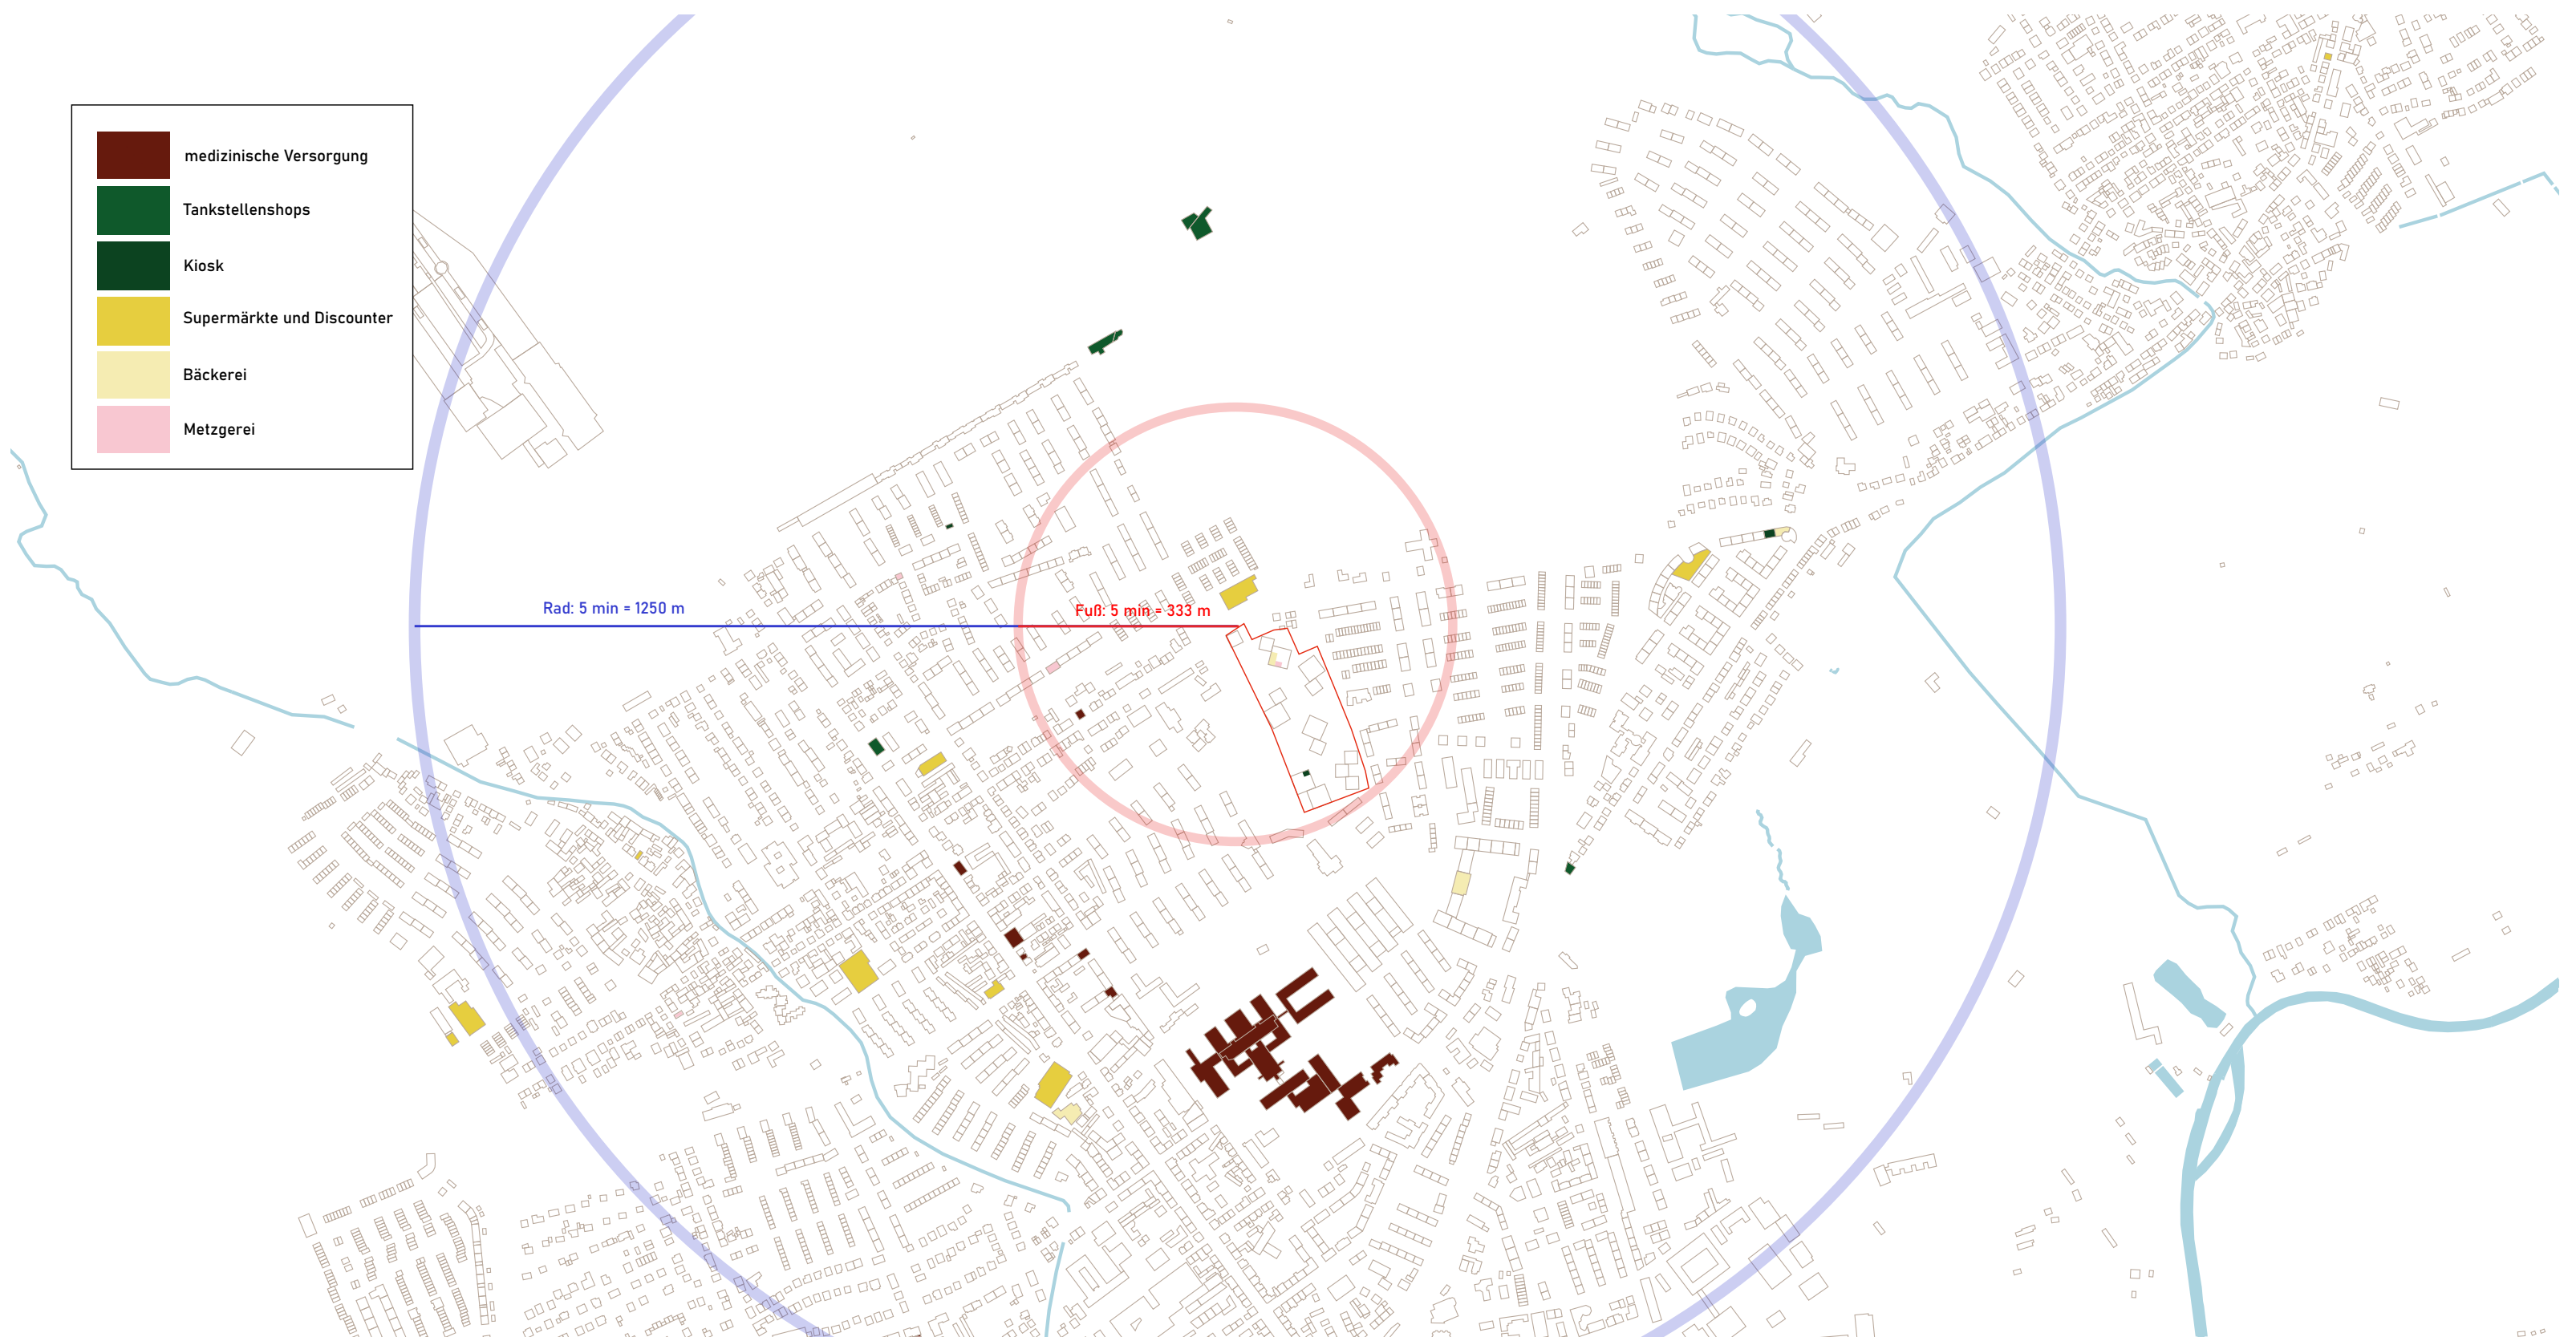 medizinische Versorgung
Tankstellenshops
Kiosk
Supermärkte und Discounter
Bäckerei
Metzgerei
Rad: 5 min = 1250 m
Fuß: 5 min = 333 m